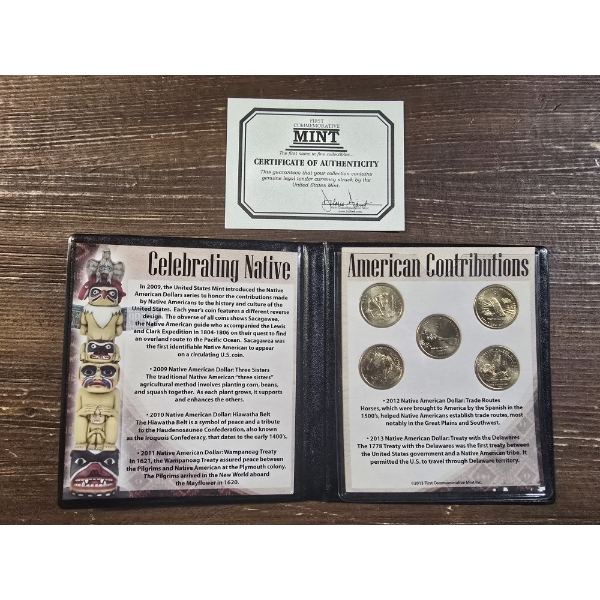 FIRST
COMMEMORATIVE
MINT
The first name in fine collectibles...
CERTIFICATE OF AUTHENTICITY
This guarantees that your collection contains
genuine legal tender currency struck by the
United States Mint.
First Commemorative Mint
Celebrating Native
In 2009, the United States Mint introduced the Native
American Dollars series to honor the contributions made
by Native Americans to the history and culture of the
United States. Each year's coin features a different reverse
design. The obverse of all coins shows Sacagawea,
the Native American guide who accompanied the Lewis
and Clark Expedition in 1804-1806 on their quest to find
an overland route to the Pacific Ocean. Sacagawea was
the first identifiable Native American to appear
on a circulating U.S. coin.
• 2009 Native American Dollar: Three Sisters
The traditional Native American "three sisters"
agricultural method involves planting corn, beans,
and squash together. As each plant grows, it supports
and enhances the others.
• 2010 Native American Dollar: Hiawatha Belt
The Hiawatha Belt is a symbol of peace and a tribute
to the Haudenosaunee Confederacy, also known
as the Iroquois Confederacy, that dates to the early 1400's.
• 2011 Native American Dollar: Wampanoag Treaty
In 1621, the Wampanoag Treaty assured peace between
the Pilgrims and Native American at the Plymouth colony.
The Pilgrims arrived in the New World aboard
the Mayflower in 1620.
American Contributions
• 2012 Native American Dollar: Trade Routes
Horses, which were brought to America by the Spanish in the
1500's, helped Native Americans establish trade routes, most
notably in the Great Plains and Southwest.
• 2013 Native American Dollar: Treaty with the Delawares
The 1778 Treaty with the Delawares was the first treaty between the
United States government and a Native American tribe. It
permitted the U.S. to travel through Delaware territory.
©2013 First Commemorative Mint Inc.